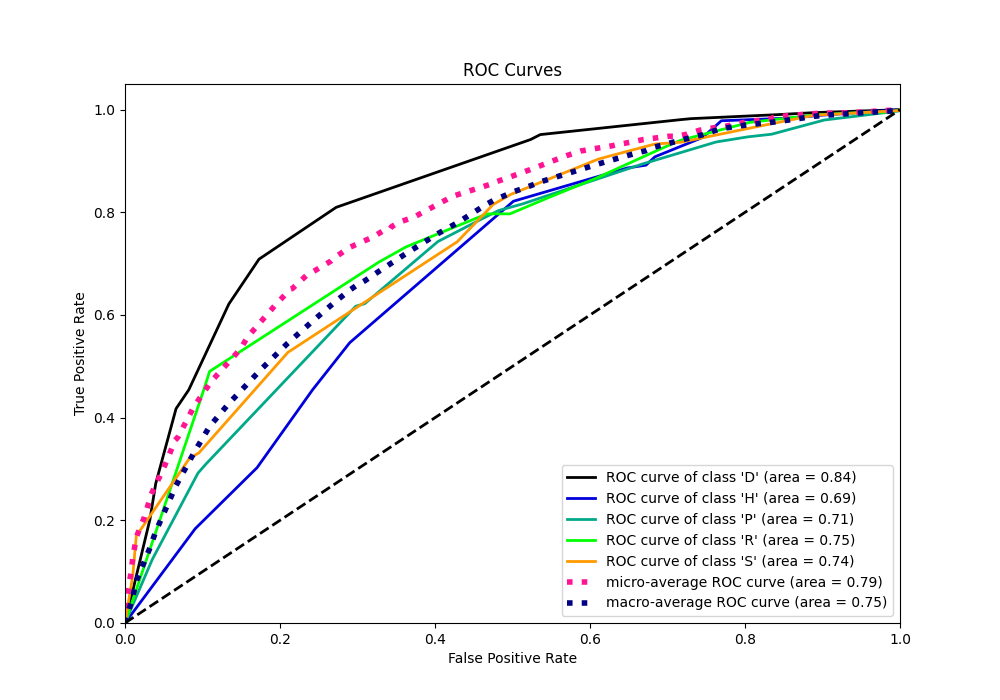 ROC Curves
True Positive Rate
1.0
0.8
0.6
0.4
0.2
0.0
ROC curve of class 'D' (area = 0.84)
ROC curve of class 'H' (area = 0.69)
ROC curve of class 'P' (area = 0.71)
ROC curve of class 'R' (area = 0.75)
ROC curve of class 'S' (area = 0.74)
micro-average ROC curve (area = 0.79)
macro-average ROC curve (area = 0.75)
0.0 0.2 0.4 0.6 0.8 1.0
False Positive Rate